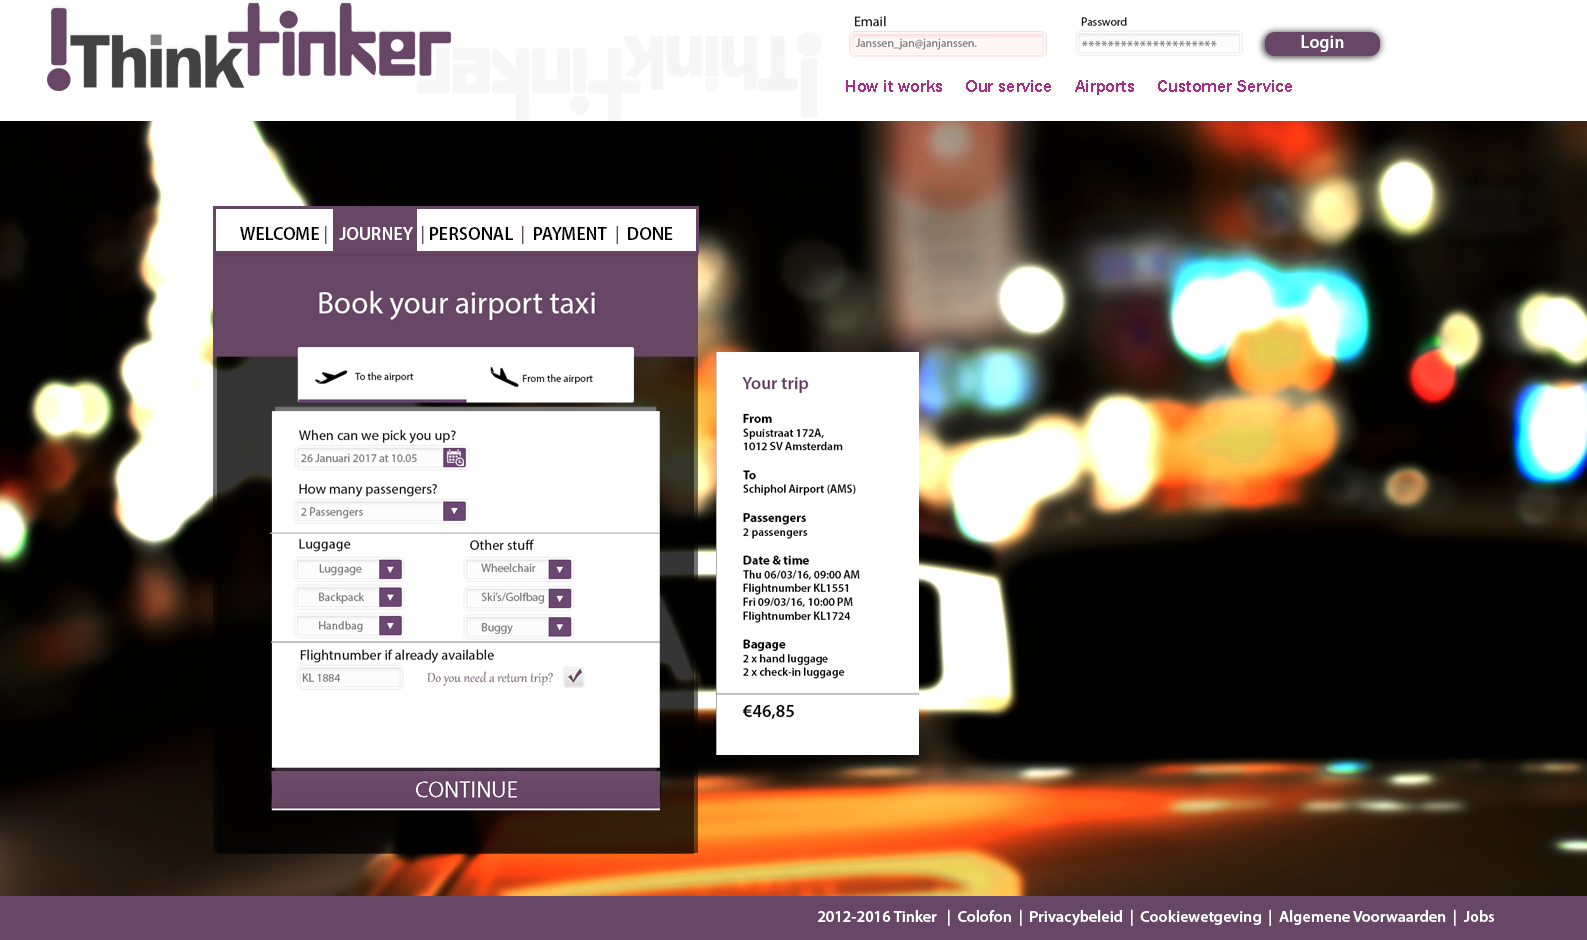 !Thinktinker
Email
Password
Janssen_jan@janjanssen.
*********************
Login
How it works
Our service
Airports
Customer Service
WELCOME | JOURNEY | PERSONAL | PAYMENT | DONE
Book your airport taxi
To the airport
From the airport
When can we pick you up?
26 Januari 2017 at 10.05
How many passengers?
2 Passengers
Luggage
Other stuff
Luggage
Wheelchair
Backpack
Ski's/Golfbag
Handbag
Buggy
Flightnumber if already available
KL 1884
Do you need a return trip?
CONTINUE
Your trip
From
Spuistraat 172A,
1012 SV Amsterdam
To
Schiphol Airport (AMS)
Passengers
2 passengers
Date & time
Thu 06/03/16, 09:00 AM
Flightnumber KL1551
Fri 09/03/16, 10:00 PM
Flightnumber KL1724
Bagage
2 x hand luggage
2 x check-in luggage
€46,85
2012-2016 Tinker | Colofon | Privacybeleid | Cookiewetgeving | Algemene Voorwaarden | Jobs